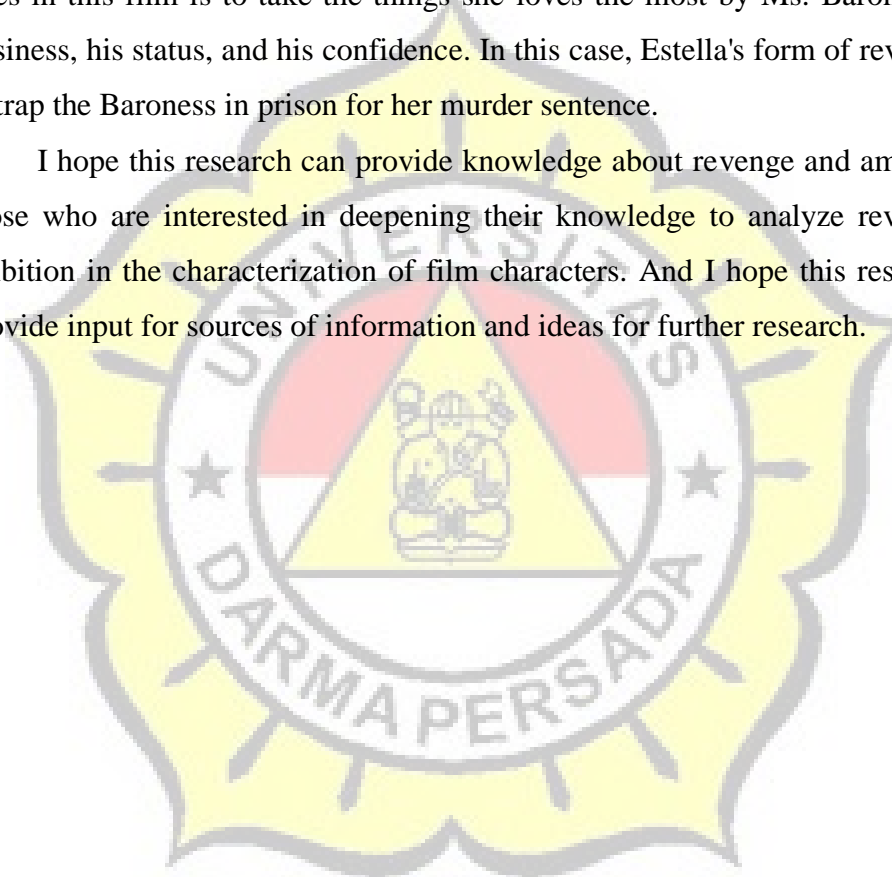 es in this film is to take the things she loves the most by Ms. Baron
siness, his status, and his confidence. In this case, Estella's form of rev
trap the Baroness in prison for her murder sentence.
I hope this research can provide knowledge about revenge and am
ose who are interested in deepening their knowledge to analyze rev
bition in the characterization of film characters. And I hope this res
ovide input for sources of information and ideas for further research.
UNIVERSITAS
DARMA PERSADA